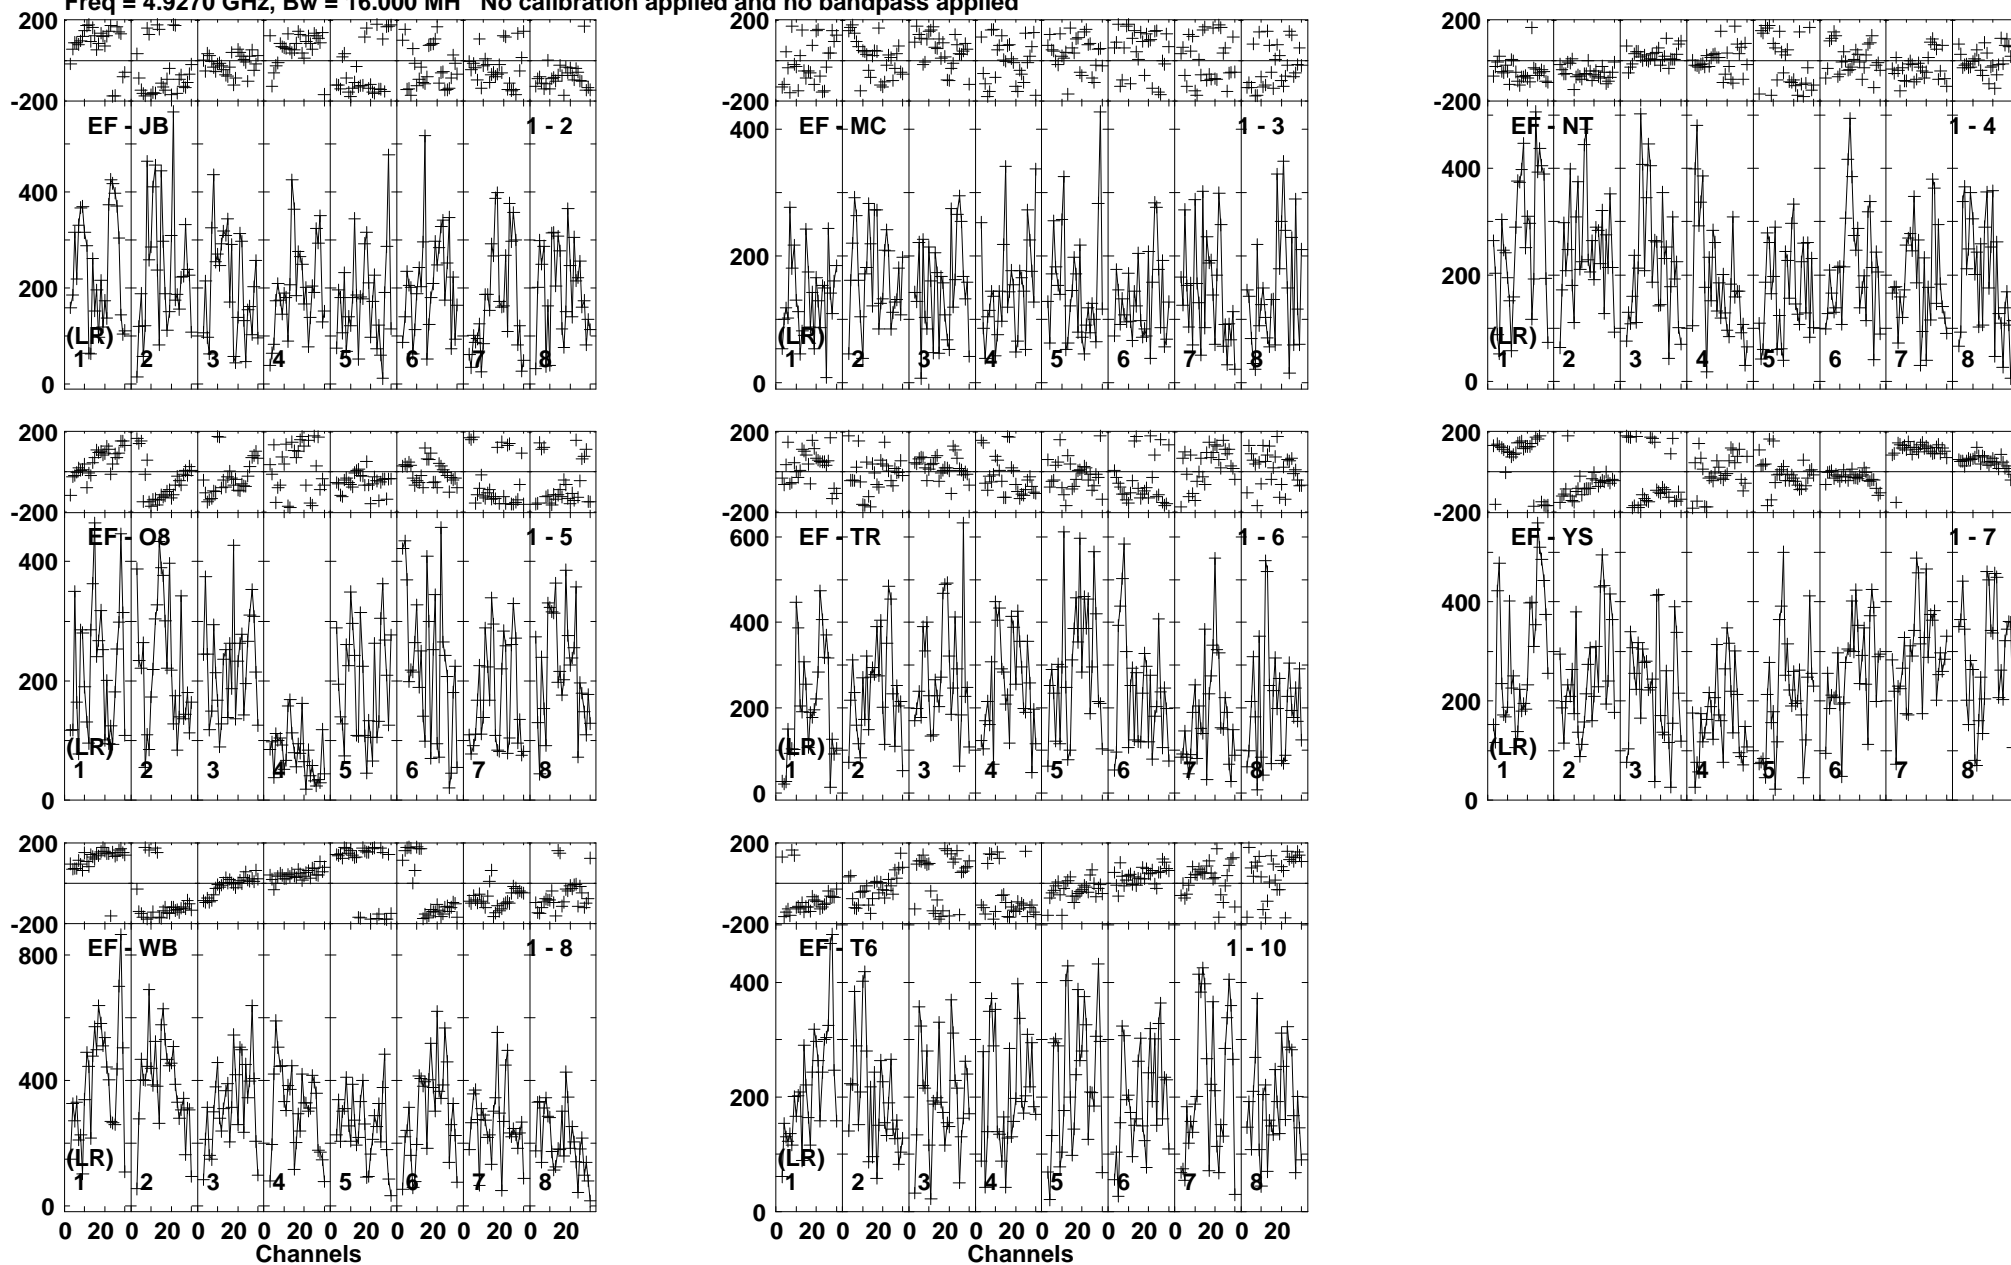 Freq = 4.9270 GHz, Bw = 16.000 MH No calibration applied and no bandpass applied
200
-200
EF - JB 1 - 2
400
200
(LR)
0
1 2 3 4 5 6 7 8
200
-200
EF - MC 1 - 3
400
200
(LR)
0
1 2 3 4 5 6 7 8
200
-200
EF - NT 1 - 4
400
200
(LR)
0
1 2 3 4 5 6 7 8
200
-200
EF - O8 1 - 5
400
200
(LR)
0
1 2 3 4 5 6 7 8
200
-200
EF - TR 1 - 6
600
400
200
(LR)
0
1 2 3 4 5 6 7 8
200
-200
EF - YS 1 - 7
400
200
(LR)
0
1 2 3 4 5 6 7 8
200
-200
EF - WB 1 - 8
800
400
(LR)
0
1 2 3 4 5 6 7 8
0 20 0 20 0 20 0 20 0 20 0 20 0 20 0 20
Channels
200
-200
EF - T6 1 - 10
400
200
(LR)
0
1 2 3 4 5 6 7 8
0 20 0 20 0 20 0 20 0 20 0 20 0 20 0 20
Channels